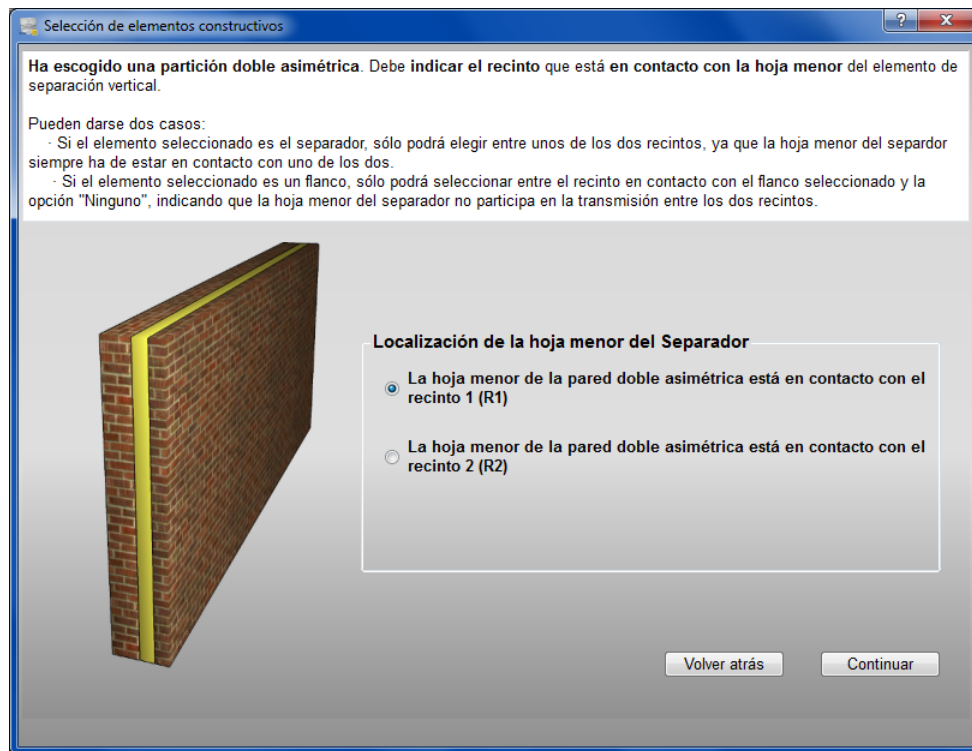 Selección de elementos constructivos
?
X
Ha escogido una partición doble asimétrica. Debe indicar el recinto que está en contacto con la hoja menor del elemento de
separación vertical.
Pueden darse dos casos:
· Si el elemento seleccionado es el separador, sólo podrá elegir entre unos de los dos recintos, ya que la hoja menor del separdor
siempre ha de estar en contacto con uno de los dos.
· Si el elemento seleccionado es un flanco, sólo podrá seleccionar entre el recinto en contacto con el flanco seleccionado y la
opción "Ninguno", indicando que la hoja menor del separador no participa en la transmisión entre los dos recintos.
Localización de la hoja menor del Separador
La hoja menor de la pared doble asimétrica está en contacto con el
recinto 1 (R1)
La hoja menor de la pared doble asimétrica está en contacto con el
recinto 2 (R2)
Volver atrás
Continuar